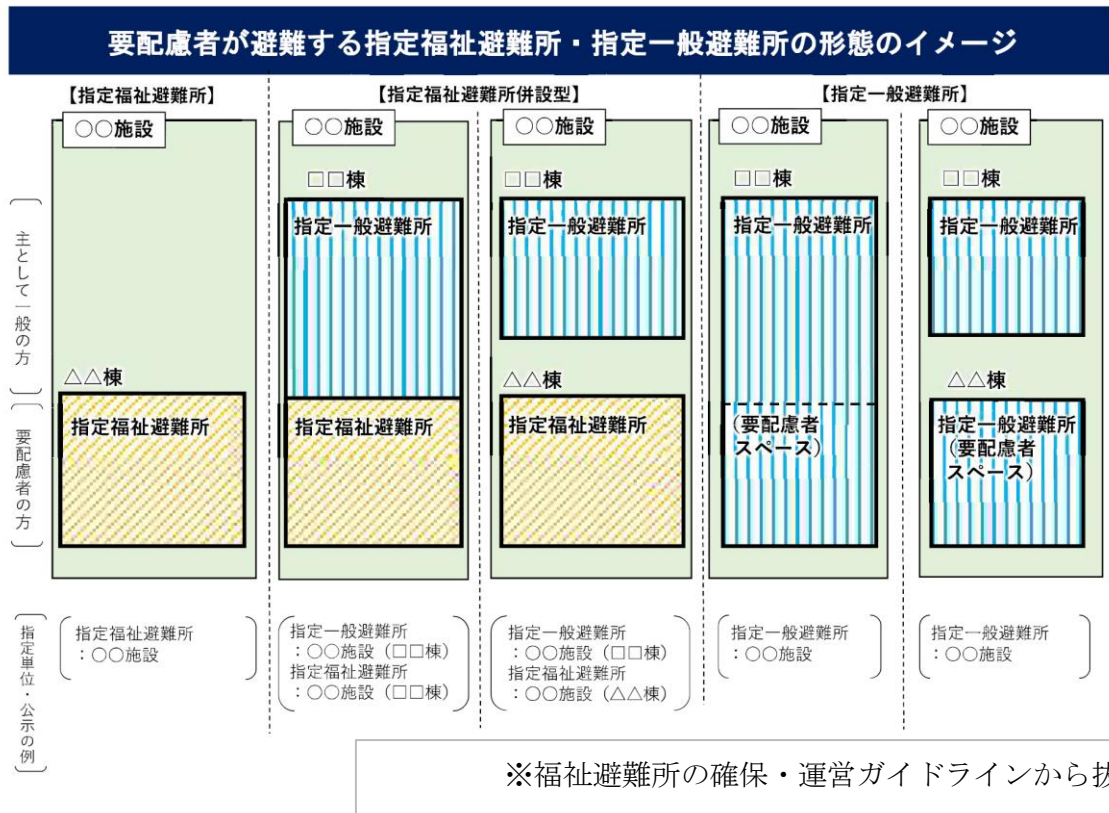 要配慮者が避難する指定福祉避難所・指定一般避難所の形態のイメージ
【指定福祉避難所】
【指定福祉避難所併設型】
【指定一般避難所】
主として一般の方
要配慮者の方
○○施設
△△棟
指定福祉避難所
○○施設
□□棟
指定一般避難所
指定福祉避難所
○○施設
□□棟
指定一般避難所
△△棟
指定福祉避難所
○○施設
□□棟
指定一般避難所
(要配慮者
スペース)
○○施設
□□棟
指定一般避難所
△△棟
指定一般避難所
(要配慮者
スペース)
指定単位・公示の例
指定福祉避難所
:○○施設
指定一般避難所
:○○施設(□□棟)
指定福祉避難所
:○○施設(□□棟)
指定一般避難所
:○○施設(□□棟)
指定福祉避難所
:○○施設(△△棟)
指定一般避難所
:○○施設
指定一般避難所
:○○施設
※福祉避難所の確保・運営ガイドラインから抜